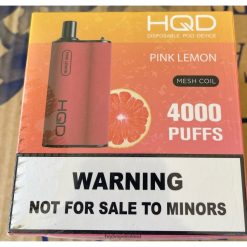 HQD
DISPOSABLE POD DEVICE
PINK LEMON
MESH COIL
HQD
4000
PUFFS
WARNING
NOT FOR SALE TO MINORS